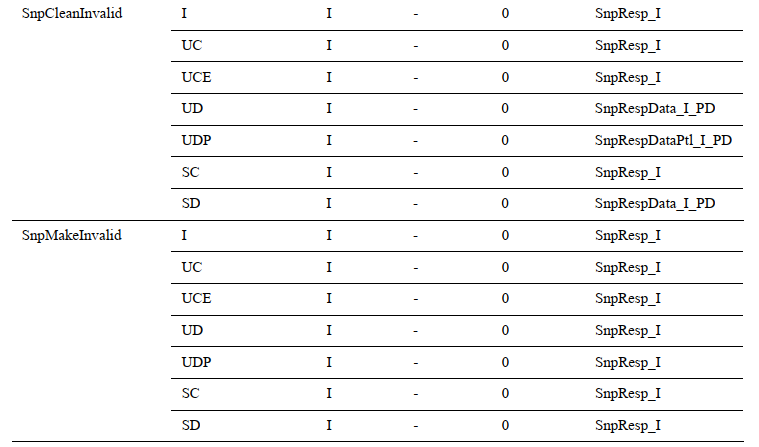 SnpCleanInvalid I I - 0 SnpResp_I
UC I - 0 SnpResp_I
UCE I - 0 SnpResp_I
UD I - 0 SnpRespData_I_PD
UDP I - 0 SnpRespDataPtl_I_PD
SC I - 0 SnpResp_I
SD I - 0 SnpRespData_I_PD
SnpMakeInvalid I I - 0 SnpResp_I
UC I - 0 SnpResp_I
UCE I - 0 SnpResp_I
UD I - 0 SnpResp_I
UDP I - 0 SnpResp_I
SC I - 0 SnpResp_I
SD I - 0 SnpResp_I